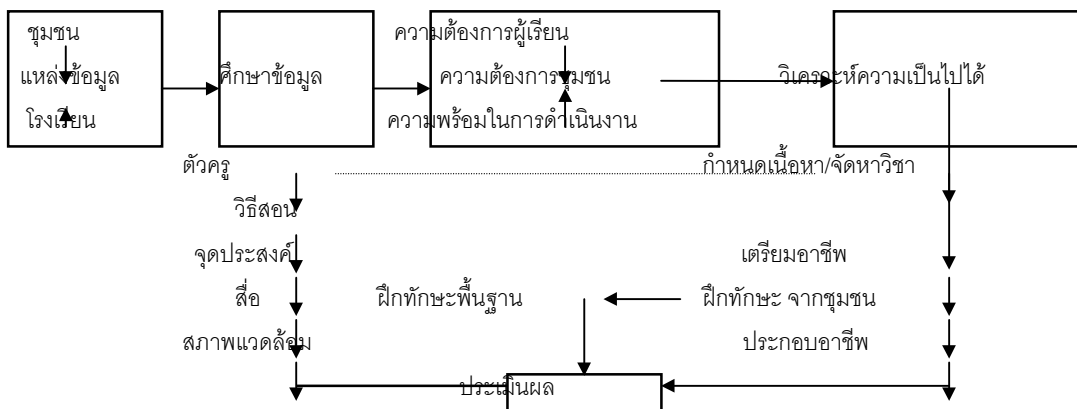 ชุมชน ความต้องการผู้เรียน
แหล่งข้อมูล ศึกษาข้อมูล ความต้องการชุมชน วิเคราะห์ความเป็นไปได้
โรงเรียน ความพร้อมในการดำเนินงาน
ตัวครู กำหนดเนื้อหา/จัดหาวิชา
วิธีสอน
จุดประสงค์ เตรียมอาชีพ
สื่อ ฝึกทักษะพื้นฐาน ฝึกทักษะ จากชุมชน
สภาพแวดล้อม ประกอบอาชีพ
ประเมินผล